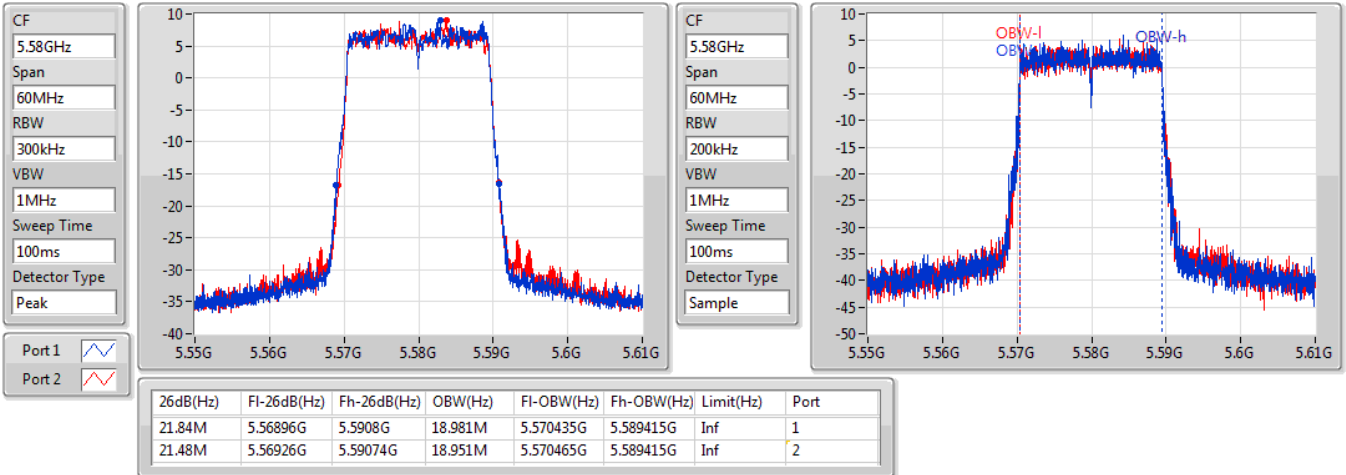 CF
5.58GHz
Span
60MHz
RBW
300kHz
VBW
1MHz
Sweep Time
100ms
Detector Type
Peak
10
5
0
-5
-10
-15
-20
-25
-30
-35
-40
5.55G 5.56G 5.57G 5.58G 5.59G 5.6G 5.61G
CF
5.58GHz
Span
60MHz
RBW
200kHz
VBW
1MHz
Sweep Time
100ms
Detector Type
Sample
10
5
0
-5
-10
-15
-20
-25
-30
-35
-40
-45
-50
OBW-l
OBW-h
5.55G 5.56G 5.57G 5.58G 5.59G 5.6G 5.61G
Port 1
Port 2
26dB(Hz) Fl-26dB(Hz) Fh-26dB(Hz) OBW(Hz) Fl-OBW(Hz) Fh-OBW(Hz) Limit(Hz) Port
21.84M 5.56896G 5.5908G 18.981M 5.570435G 5.589415G Inf 1
21.48M 5.56926G 5.59074G 18.951M 5.570465G 5.589415G Inf 2